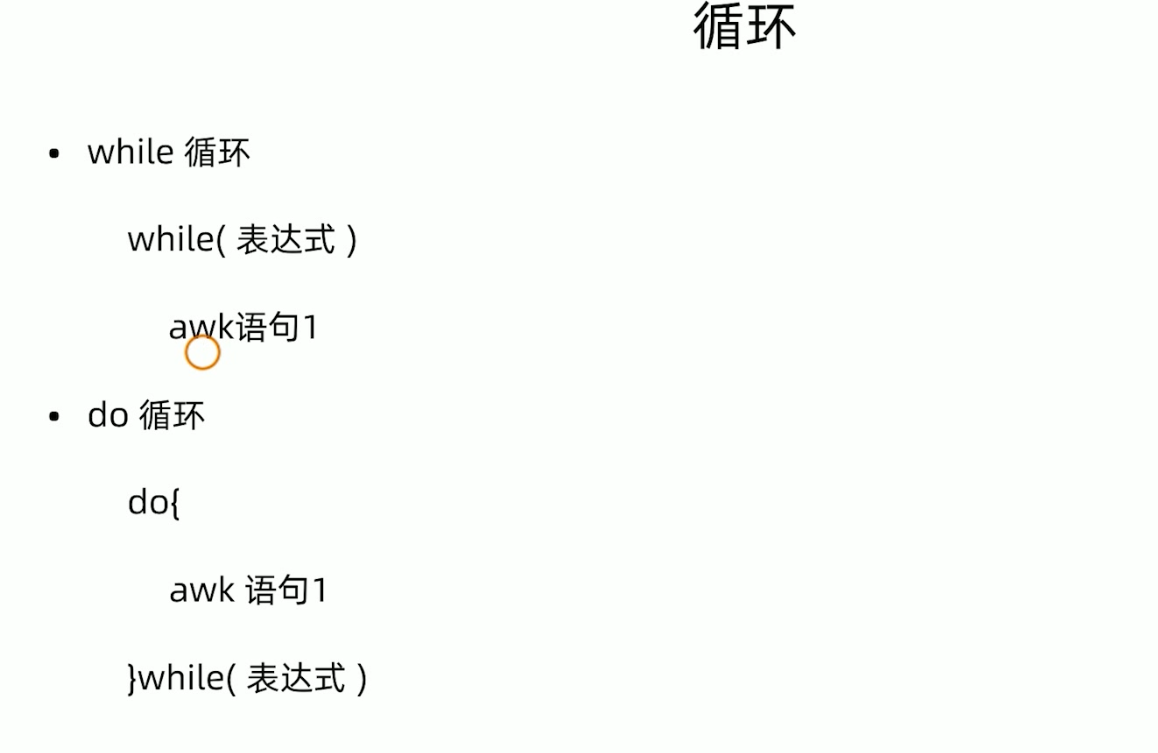 循环
• while 循环
while( 表达式 )
awk语句1
• do 循环
do{
awk 语句1
}while( 表达式 )